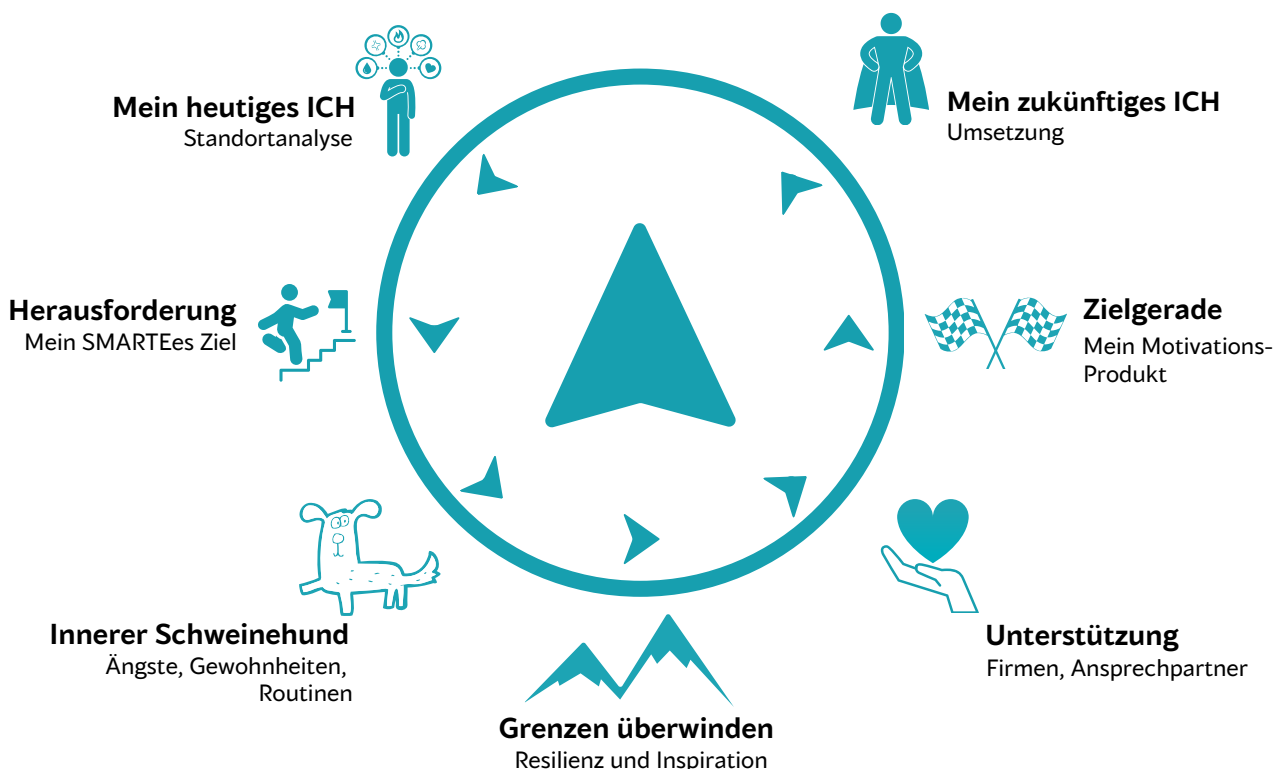 Mein heutiges ICH
Standortanalyse
Mein zukünftiges ICH
Umsetzung
Herausforderung
Mein SMARTEes Ziel
Zielgerade
Mein Motivations-
Produkt
Innerer Schweinehund
Ängste, Gewohnheiten,
Routinen
Unterstützung
Firmen, Ansprechpartner
Grenzen überwinden
Resilienz und Inspiration